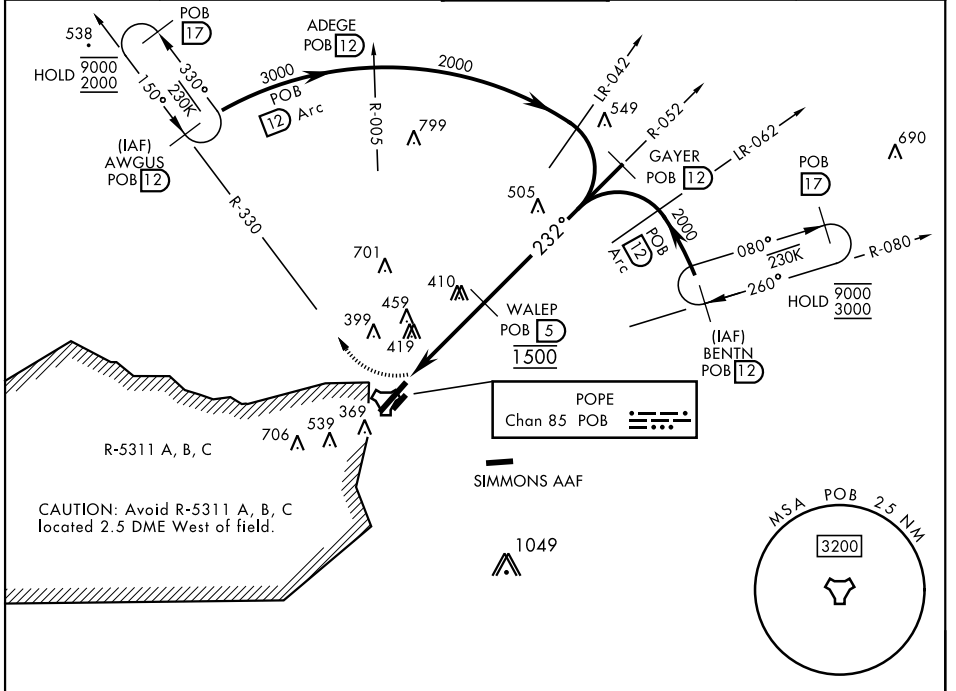 POB
17
ADEGE
POB 12
538
HOLD 9000
2000
330°
150°
230K
3000
POB
12 Arc
2000
R-005
LR-042
549
R-052
799
(IAF)
AWGUS
POB 12
GAYER
POB 12
LR-062
690
POB
17
505
R-330
232°
2000
POB
12
Arc
080°
230K
260°
R-080
701
HOLD 9000
3000
410
459
399
419
WALEP
POB 5
1500
(IAF)
BENTN
POB 12
POPE
Chan 85 POB
369
539
706
R-5311 A, B, C
SIMMONS AAF
CAUTION: Avoid R-5311 A, B, C
located 2.5 DME West of field.
1049
MSA POB 25 NM
3200